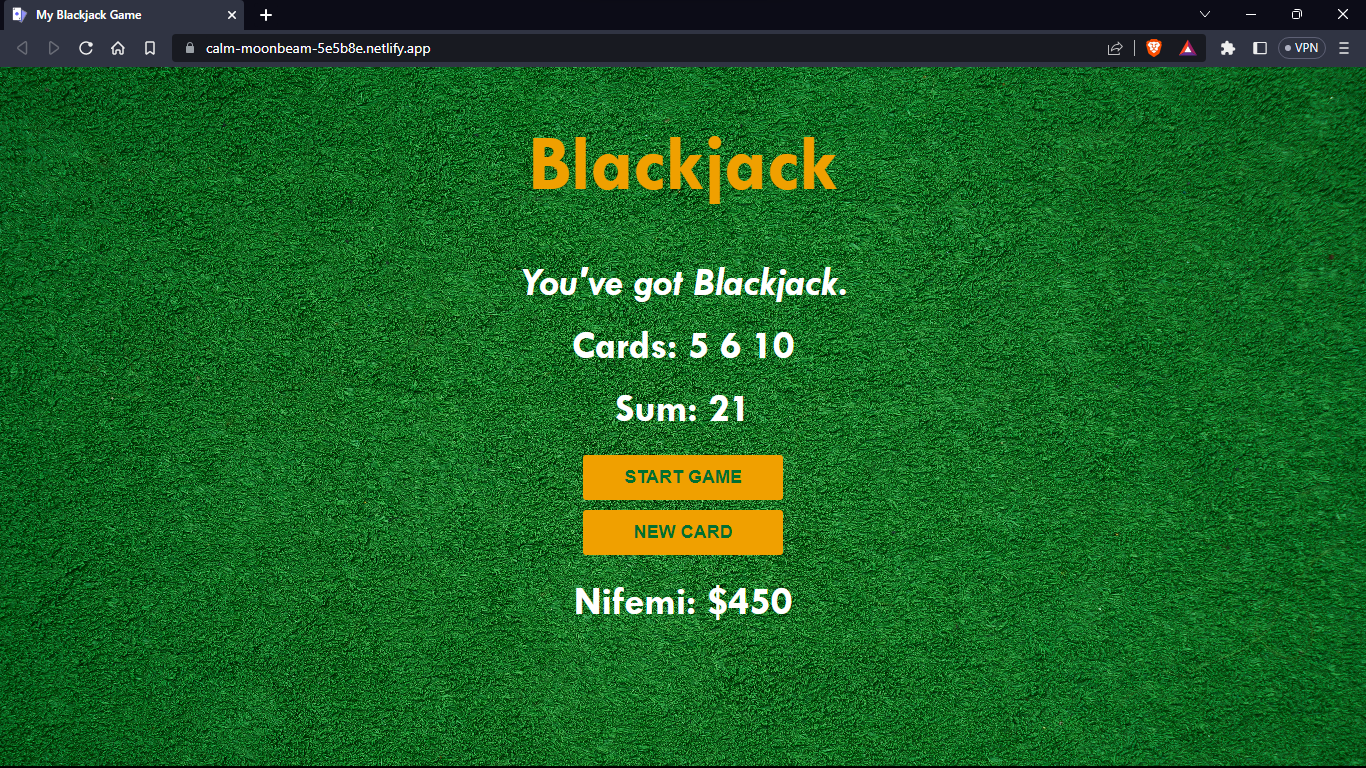 My Blackjack Game
calm-moonbeam-5e5b8e.netlify.app
VPN
Blackjack
You've got Blackjack.
Cards: 5 6 10
Sum: 21
START GAME
NEW CARD
Nifemi: $450